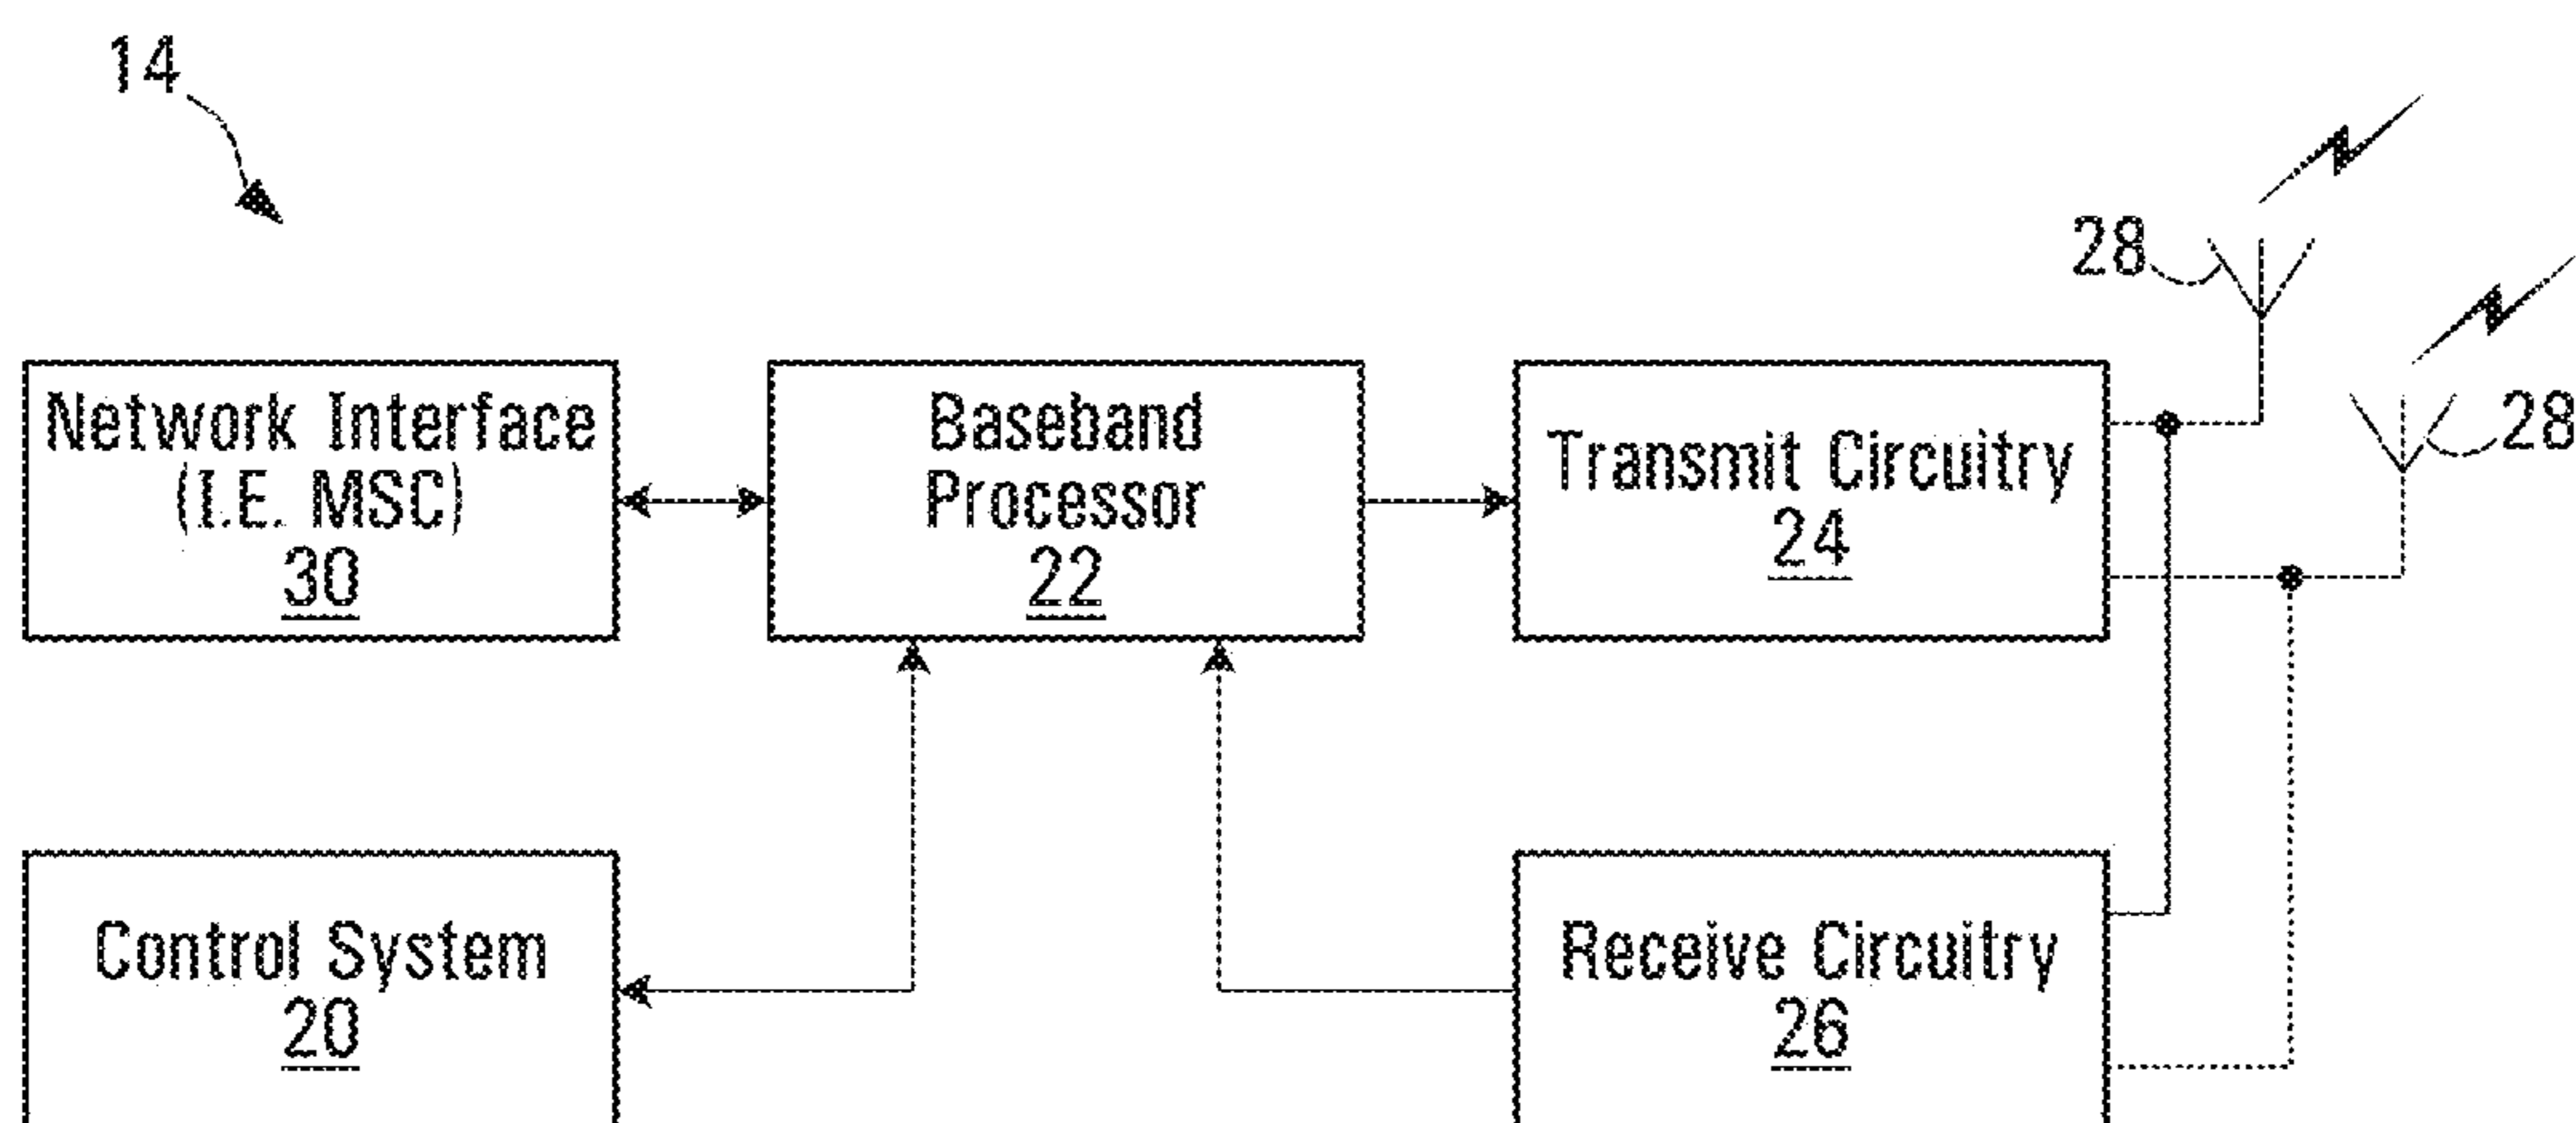 14
28
28
Network Interface
(I.E. MSC)
30
Baseband
Processor
22
Transmit Circuitry
24
Control System
20
Receive Circuitry
26